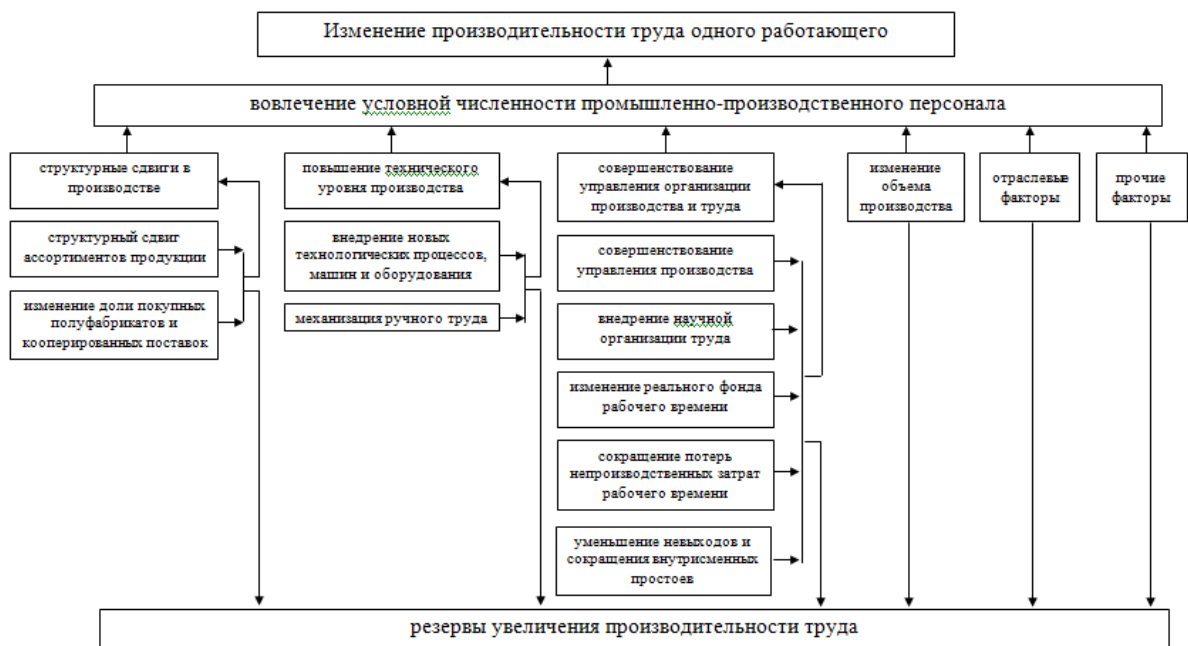 Изменение производительности труда одного работающего
вовлечение условной численности промышленно-производственного персонала
структурные сдвиги в
производстве
структурный сдвиг
ассортиментов продукции
изменение доли покупных
полуфабрикатов и
кооперированных поставок
повышение технического
уровня производства
внедрение новых
технологических процессов,
машин и оборудования
механизация ручного труда
совершенствование
управления организации
производства и труда
совершенствование
управления производства
внедрение научной
организации труда
изменение реального фонда
рабочего времени
сокращение потерь
непроизводственных затрат
рабочего времени
уменьшение невыходов и
сокращения внутрисменных
простоев
изменение
объема
производства
отраслевые
факторы
прочие
факторы
резервы увеличения производительности труда